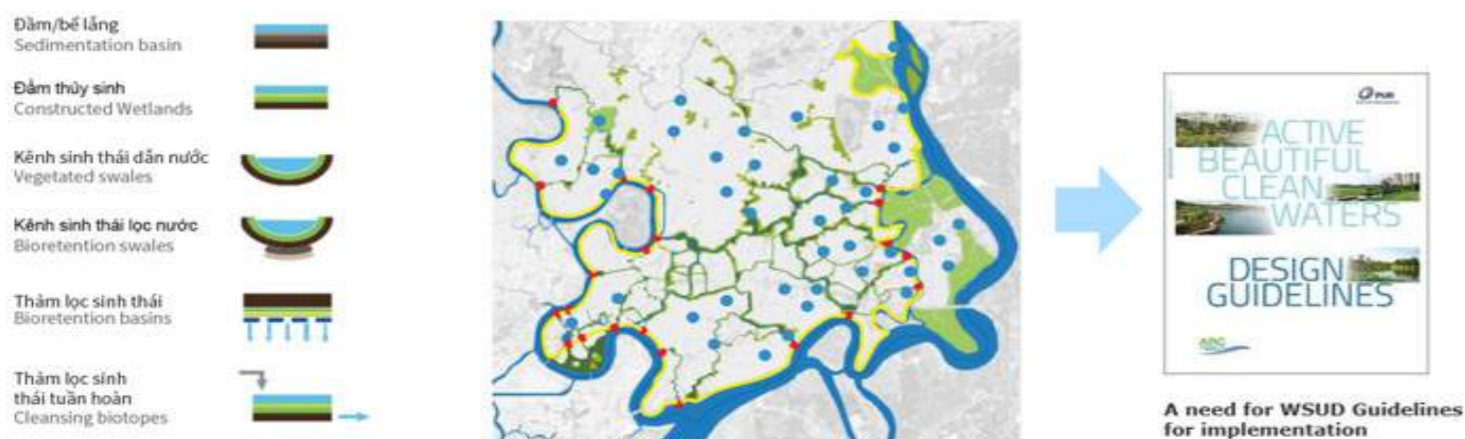 Đầm/bể lắng
Sedimentation basin
Đầm thủy sinh
Constructed Wetlands
Kênh sinh thái dẫn nước
Vegetated swales
Kênh sinh thái lọc nước
Bioretention swales
Thảm lọc sinh thái
Bioretention basins
Thảm lọc sinh
thái tuần hoàn
Cleansing biotopes
PUB
ACTIVE
BEAUTIFUL
CLEAN
WATERS
DESIGN
GUIDELINES
ABC
A need for WSUD Guidelines
for implementation